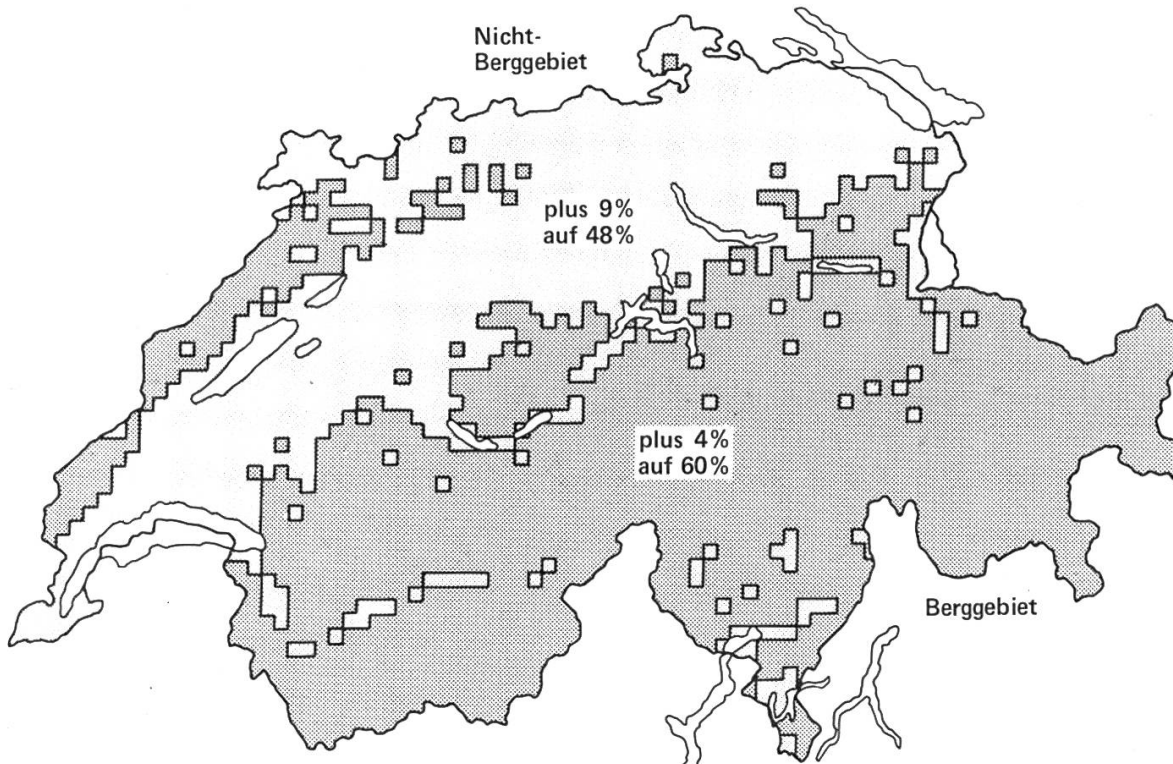 Nicht-
Berggebiet
plus 9%
auf 48%
plus 4%
auf 60%
Berggebiet